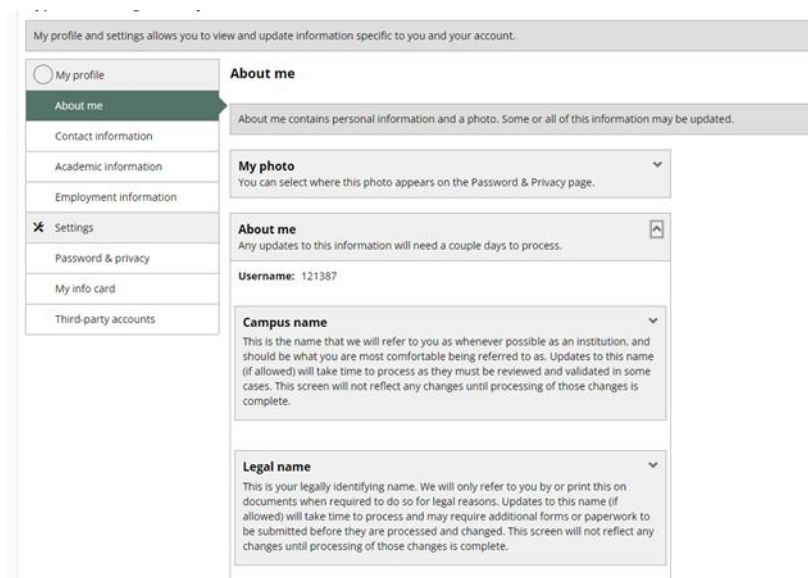 My profile and settings allows you to view and update information specific to you and your account.
My profile
About me
Contact information
Academic information
Employment information
Settings
Password & privacy
My info card
Third-party accounts
About me
About me contains personal information and a photo. Some or all of this information may be updated.
My photo
You can select where this photo appears on the Password & Privacy page.
About me
Any updates to this information will need a couple days to process.
Username: 121387
Campus name
This is the name that we will refer to you as whenever possible as an institution, and
should be what you are most comfortable being referred to as. Updates to this name
(if allowed) will take time to process as they must be reviewed and validated in some
cases. This screen will not reflect any changes until processing of those changes is
complete.
Legal name
This is your legally identifying name. We will only refer to you by or print this on
documents when required to do so for legal reasons. Updates to this name (if
allowed) will take time to process and may require additional forms or paperwork to
be submitted before they are processed and changed. This screen will not reflect any
changes until processing of those changes is complete.